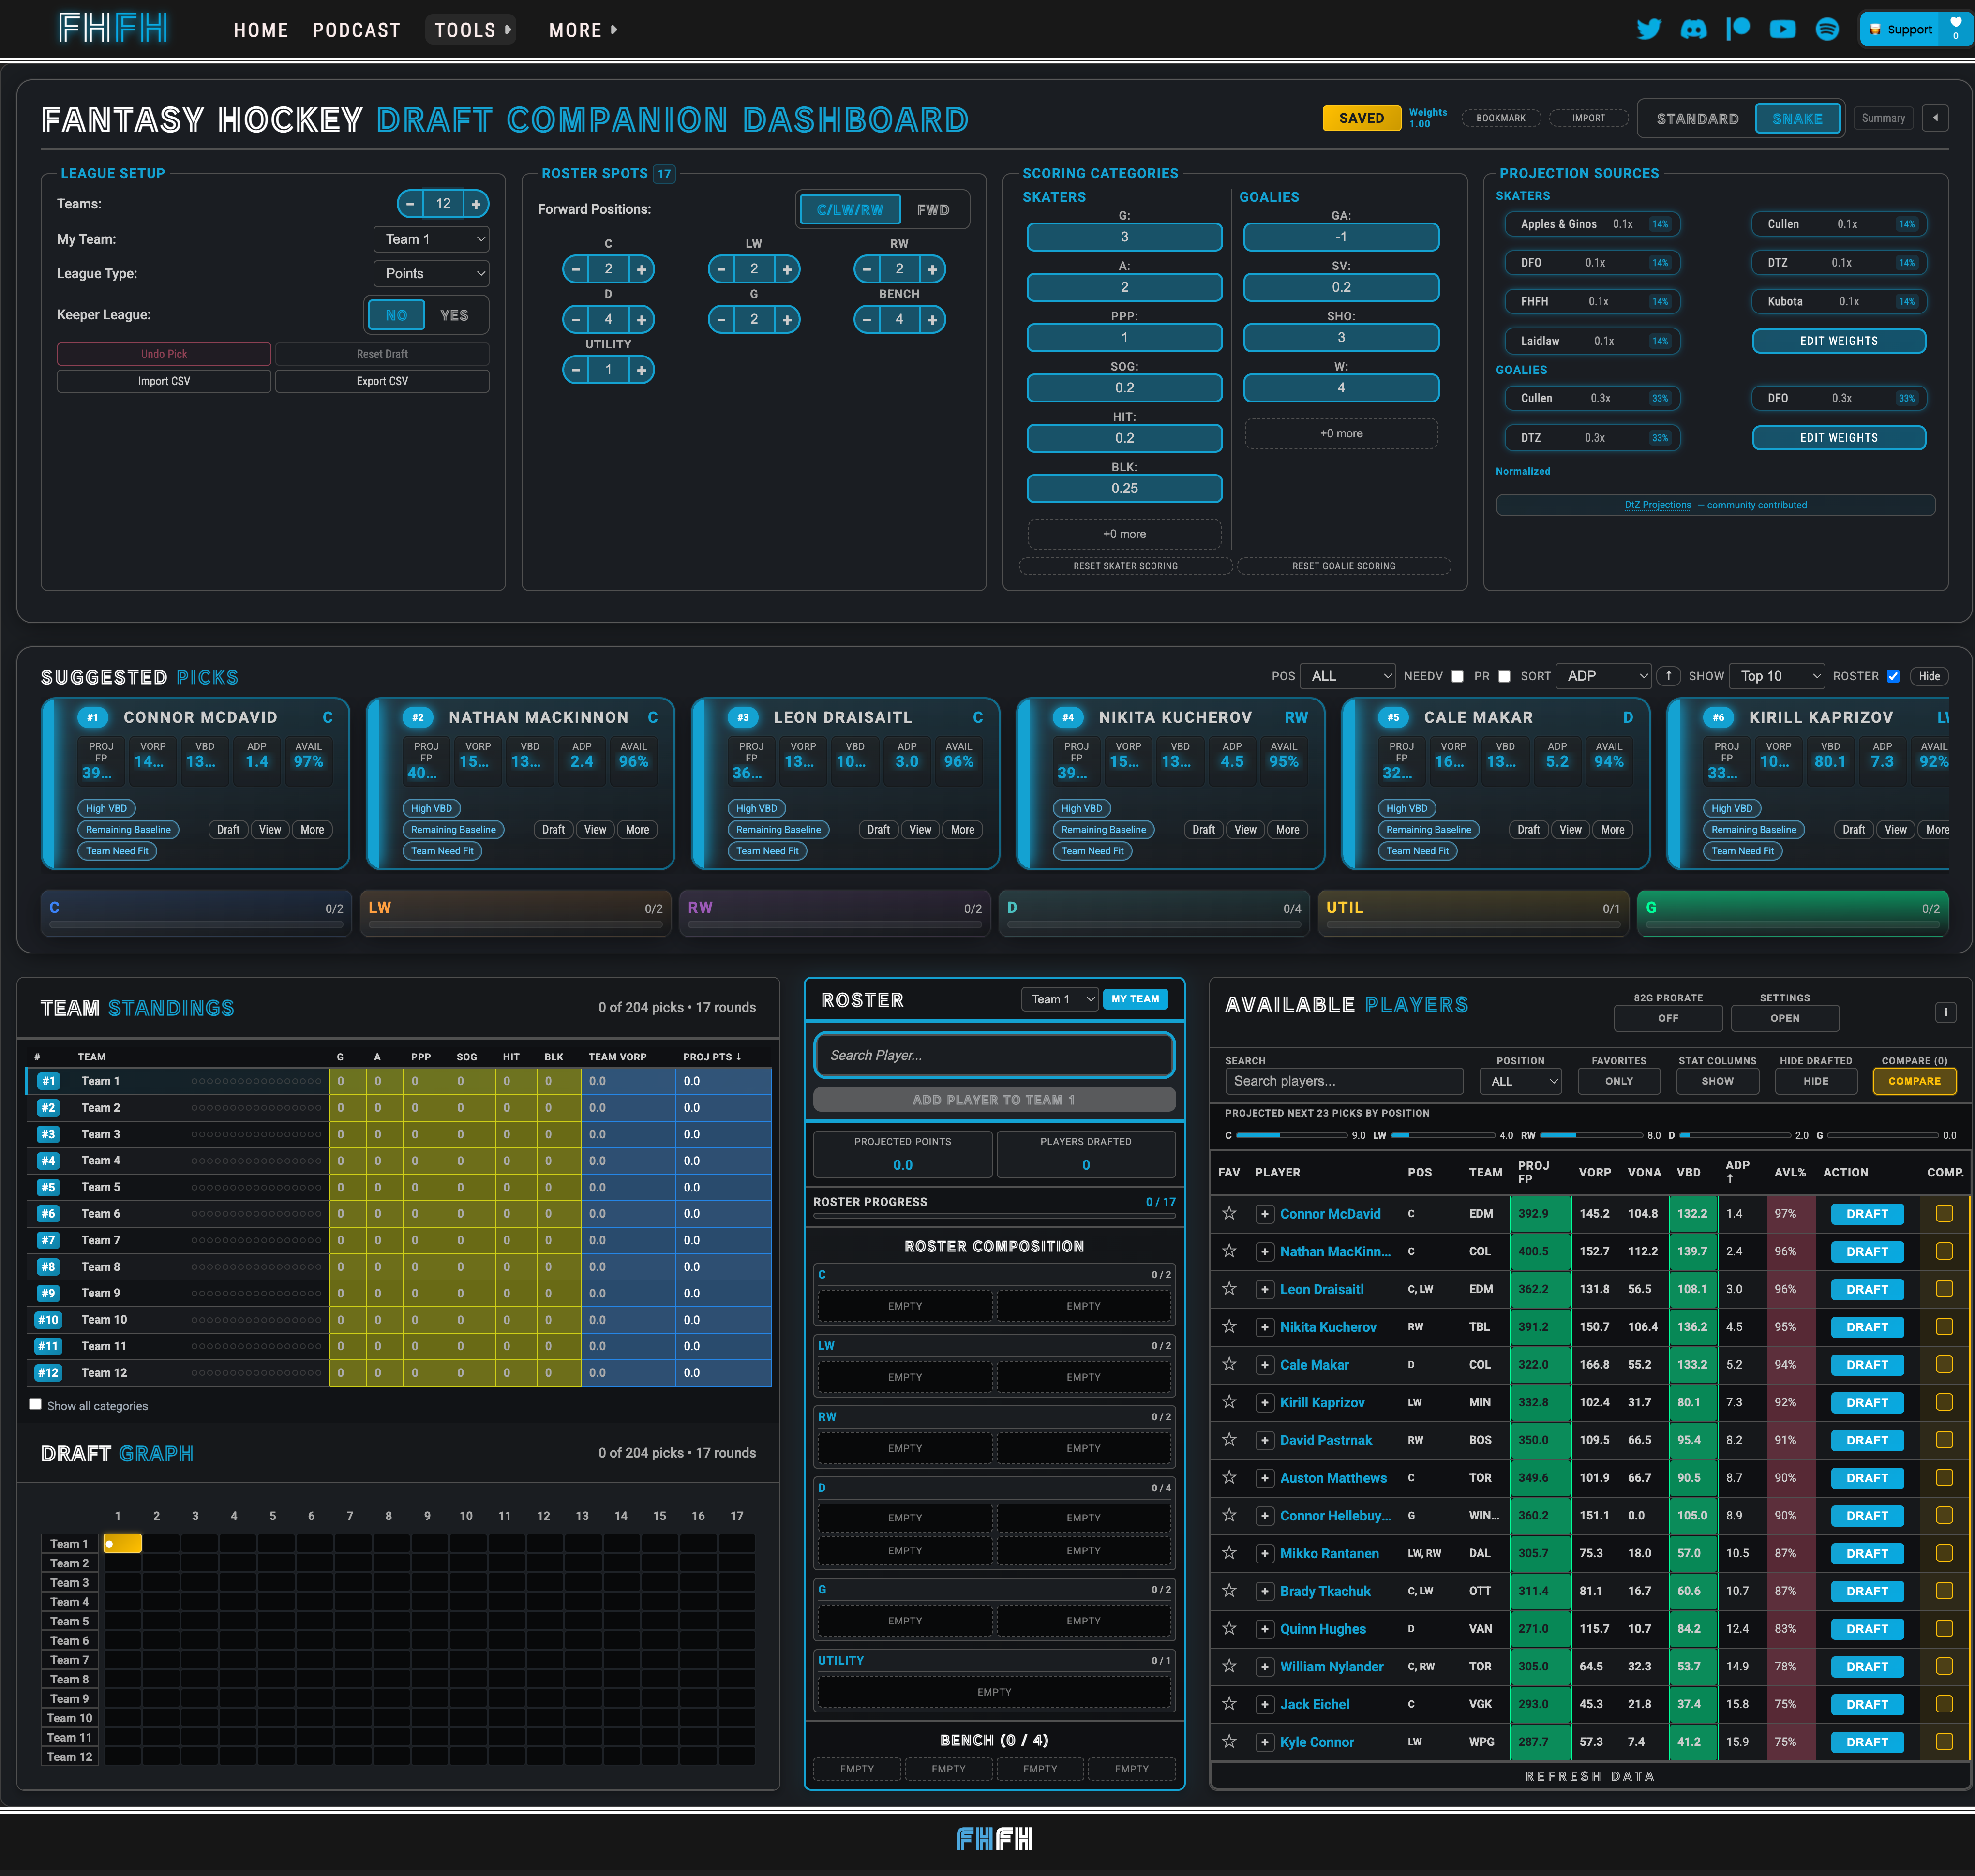 FHFH
HOME PODCAST TOOLS MORE
Support 0
FANTASY HOCKEY DRAFT COMPANION DASHBOARD
SAVED
Weights 1.00
BOOKMARK IMPORT STANDARD SNAKE Summary
LEAGUE SETUP
Teams: − 12 +
My Team: Team 1
League Type: Points
Keeper League: NO YES
Undo Pick Reset Draft
Import CSV Export CSV
ROSTER SPOTS 17
Forward Positions: C/LW/RW FWD
C LW RW
− 2 + − 2 + − 2 +
D G BENCH
− 4 + − 2 + − 4 +
UTILITY
− 1 +
SCORING CATEGORIES
SKATERS
G:
3
A:
2
PPP:
1
SOG:
0.2
HIT:
0.2
BLK:
0.25
+0 more
RESET SKATER SCORING
GOALIES
GA:
-1
SV:
0.2
SHO:
3
W:
4
+0 more
RESET GOALIE SCORING
PROJECTION SOURCES
SKATERS
Apples & Ginos 0.1x 14% Cullen 0.1x 14%
DFO 0.1x 14% DTZ 0.1x 14%
FHFH 0.1x 14% Kubota 0.1x 14%
Laidlaw 0.1x 14% EDIT WEIGHTS
GOALIES
Cullen 0.3x 33% DFO 0.3x 33%
DTZ 0.3x 33% EDIT WEIGHTS
Normalized
DtZ Projections — community contributed
SUGGESTED PICKS
POS ALL NEEDV PR SORT ADP ↑ SHOW Top 10 ROSTER Hide
#1 CONNOR MCDAVID C
PROJ FP VORP VBD ADP AVAIL
39... 14... 13... 1.4 97%
High VBD
Remaining Baseline Draft View More
Team Need Fit
#2 NATHAN MACKINNON C
PROJ FP VORP VBD ADP AVAIL
40... 15... 13... 2.4 96%
High VBD
Remaining Baseline Draft View More
Team Need Fit
#3 LEON DRAISAITL C
PROJ FP VORP VBD ADP AVAIL
36... 13... 10... 3.0 96%
High VBD
Remaining Baseline Draft View More
Team Need Fit
#4 NIKITA KUCHEROV RW
PROJ FP VORP VBD ADP AVAIL
39... 15... 13... 4.5 95%
High VBD
Remaining Baseline Draft View More
Team Need Fit
#5 CALE MAKAR D
PROJ FP VORP VBD ADP AVAIL
32... 16... 13... 5.2 94%
High VBD
Remaining Baseline Draft View More
Team Need Fit
#6 KIRILL KAPRIZOV
PROJ FP VORP VBD ADP AVAIL
33... 10... 80.1 7.3 92%
High VBD
Remaining Baseline Draft View More
Team Need Fit
C 0/2 LW 0/2 RW 0/2 D 0/4 UTIL 0/1 G 0/2
TEAM STANDINGS
0 of 204 picks • 17 rounds
# TEAM G A PPP SOG HIT BLK TEAM VORP PROJ PTS ↓
#1 Team 1 0 0 0 0 0 0 0.0 0.0
#2 Team 2 0 0 0 0 0 0 0.0 0.0
#3 Team 3 0 0 0 0 0 0 0.0 0.0
#4 Team 4 0 0 0 0 0 0 0.0 0.0
#5 Team 5 0 0 0 0 0 0 0.0 0.0
#6 Team 6 0 0 0 0 0 0 0.0 0.0
#7 Team 7 0 0 0 0 0 0 0.0 0.0
#8 Team 8 0 0 0 0 0 0 0.0 0.0
#9 Team 9 0 0 0 0 0 0 0.0 0.0
#10 Team 10 0 0 0 0 0 0 0.0 0.0
#11 Team 11 0 0 0 0 0 0 0.0 0.0
#12 Team 12 0 0 0 0 0 0 0.0 0.0
Show all categories
DRAFT GRAPH
0 of 204 picks • 17 rounds
1 2 3 4 5 6 7 8 9 10 11 12 13 14 15 16 17
Team 1
Team 2
Team 3
Team 4
Team 5
Team 6
Team 7
Team 8
Team 9
Team 10
Team 11
Team 12
ROSTER
Team 1 MY TEAM
Search Player...
ADD PLAYER TO TEAM 1
PROJECTED POINTS PLAYERS DRAFTED
0.0 0
ROSTER PROGRESS 0 / 17
ROSTER COMPOSITION
C 0 / 2
EMPTY EMPTY
LW 0 / 2
EMPTY EMPTY
RW 0 / 2
EMPTY EMPTY
D 0 / 4
EMPTY EMPTY
EMPTY EMPTY
G 0 / 2
EMPTY EMPTY
UTILITY 0 / 1
EMPTY
BENCH (0 / 4)
EMPTY EMPTY EMPTY EMPTY
AVAILABLE PLAYERS
82G PRORATE SETTINGS
OFF OPEN
i
SEARCH POSITION FAVORITES STAT COLUMNS HIDE DRAFTED COMPARE (0)
Search players... ALL ONLY SHOW HIDE COMPARE
PROJECTED NEXT 23 PICKS BY POSITION
C 9.0 LW 4.0 RW 8.0 D 2.0 G 0.0
FAV PLAYER POS TEAM PROJ FP VORP VONA VBD ADP ↑ AVL% ACTION COMP.
+ Connor McDavid C EDM 392.9 145.2 104.8 132.2 1.4 97% DRAFT
+ Nathan MacKinn... C COL 400.5 152.7 112.2 139.7 2.4 96% DRAFT
+ Leon Draisaitl C, LW EDM 362.2 131.8 56.5 108.1 3.0 96% DRAFT
+ Nikita Kucherov RW TBL 391.2 150.7 106.4 136.2 4.5 95% DRAFT
+ Cale Makar D COL 322.0 166.8 55.2 133.2 5.2 94% DRAFT
+ Kirill Kaprizov LW MIN 332.8 102.4 31.7 80.1 7.3 92% DRAFT
+ David Pastrnak RW BOS 350.0 109.5 66.5 95.4 8.2 91% DRAFT
+ Auston Matthews C TOR 349.6 101.9 66.7 90.5 8.7 90% DRAFT
+ Connor Hellebuy... G WIN... 360.2 151.1 0.0 105.0 8.9 90% DRAFT
+ Mikko Rantanen LW, RW DAL 305.7 75.3 18.0 57.0 10.5 87% DRAFT
+ Brady Tkachuk C, LW OTT 311.4 81.1 16.7 60.6 10.7 87% DRAFT
+ Quinn Hughes D VAN 271.0 115.7 10.7 84.2 12.4 83% DRAFT
+ William Nylander C, RW TOR 305.0 64.5 32.3 53.7 14.9 78% DRAFT
+ Jack Eichel C VGK 293.0 45.3 21.8 37.4 15.8 75% DRAFT
+ Kyle Connor LW WPG 287.7 57.3 7.4 41.2 15.9 75% DRAFT
REFRESH DATA
FHFH